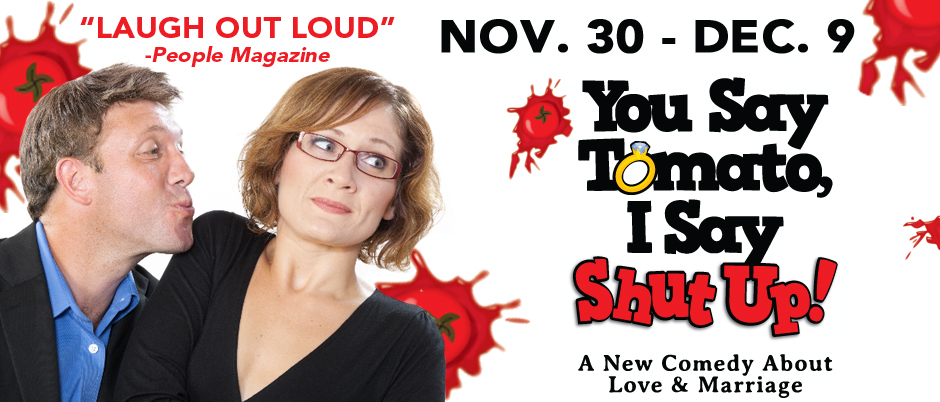 “LAUGH OUT LOUD”
-People Magazine
NOV. 30 - DEC. 9
You Say
Tomato,
I Say
Shut Up!
A New Comedy About
Love & Marriage